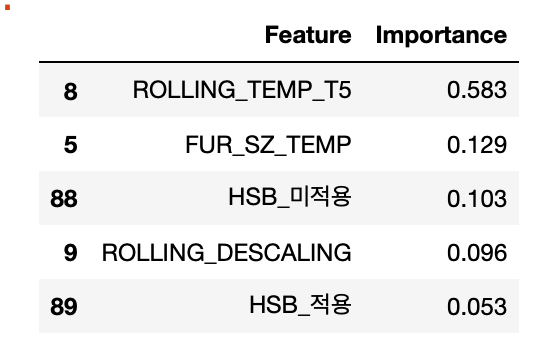 Feature Importance
8 ROLLING_TEMP_T5 0.583
5 FUR_SZ_TEMP 0.129
88 HSB_미적용 0.103
9 ROLLING_DESCALING 0.096
89 HSB_적용 0.053